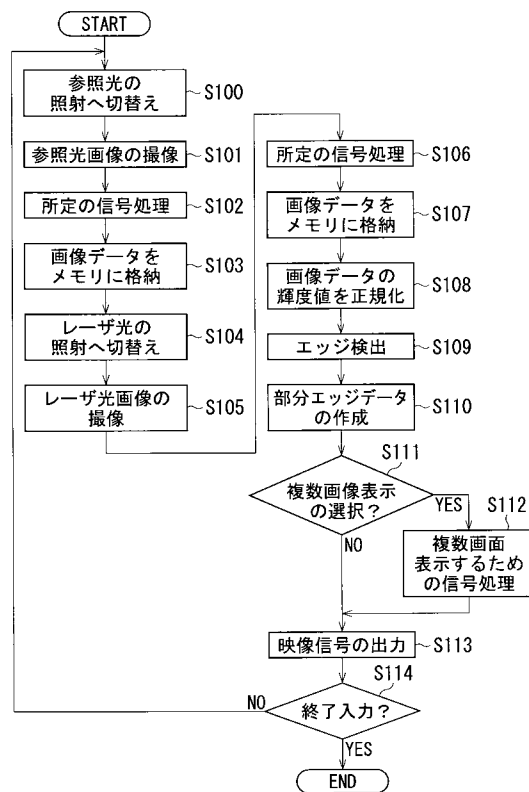 START
参照光の
照射へ切替え
S100
参照光画像の撮像
S101
所定の信号処理
S102
画像データを
メモリに格納
S103
レーザ光の
照射へ切替え
S104
レーザ光画像の
撮像
S105
所定の信号処理
S106
画像データを
メモリに格納
S107
画像データの
輝度値を正規化
S108
エッジ検出
S109
部分エッジデータ
の作成
S110
S111
複数画像表示
の選択?
YES
NO
S112
複数画面
表示するため
の信号処理
映像信号の出力
S113
S114
終了入力?
NO
YES
END